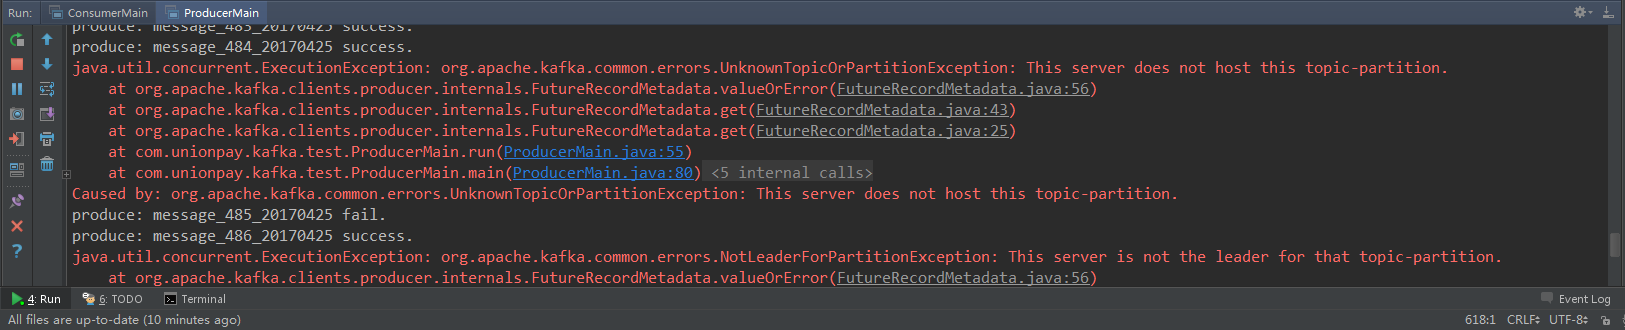 Run: ConsumerMain ProducerMain
produce: message_483_20170425 success.
produce: message_484_20170425 success.
java.util.concurrent.ExecutionException: org.apache.kafka.common.errors.UnknownTopicOrPartitionException: This server does not host this topic-partition.
at org.apache.kafka.clients.producer.internals.FutureRecordMetadata.valueOrError(FutureRecordMetadata.java:56)
at org.apache.kafka.clients.producer.internals.FutureRecordMetadata.get(FutureRecordMetadata.java:43)
at org.apache.kafka.clients.producer.internals.FutureRecordMetadata.get(FutureRecordMetadata.java:25)
at com.unionpay.kafka.test.ProducerMain.run(ProducerMain.java:55)
at com.unionpay.kafka.test.ProducerMain.main(ProducerMain.java:80) <5 internal calls>
Caused by: org.apache.kafka.common.errors.UnknownTopicOrPartitionException: This server does not host this topic-partition.
produce: message_485_20170425 fail.
produce: message_486_20170425 success.
java.util.concurrent.ExecutionException: org.apache.kafka.common.errors.NotLeaderForPartitionException: This server is not the leader for that topic-partition.
at org.apache.kafka.clients.producer.internals.FutureRecordMetadata.valueOrError(FutureRecordMetadata.java:56)
4: Run 6: TODO Terminal Event Log
All files are up-to-date (10 minutes ago) 618:1 CRLF UTF-8